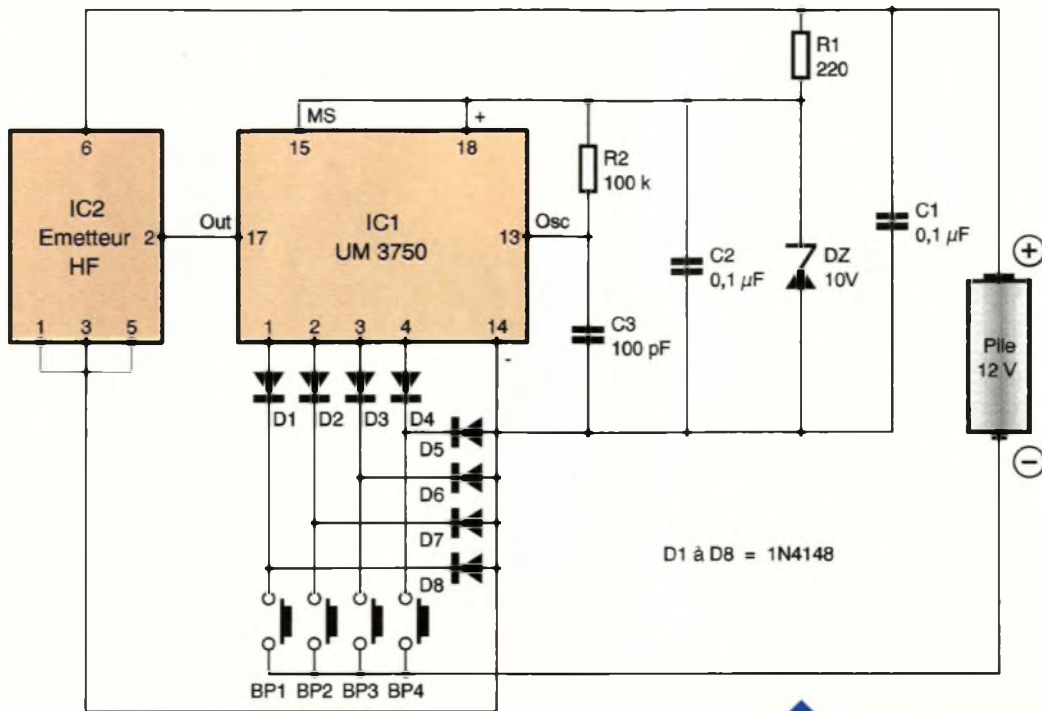 R1
220
MS
+
15
18
6
R2
100 k
IC2
Emetteur
HF
2
Out
17
IC1
UM 3750
13
Osc
C1
0,1 µF
C2
0,1 µF
DZ
10V
+
1
3
5
1
2
3
4
14
-
C3
100 pF
Pile
12 V
D1
D2
D3
D4
D5
−
D6
D7
D8
D1 à D8 = 1N4148
BP1
BP2
BP3
BP4